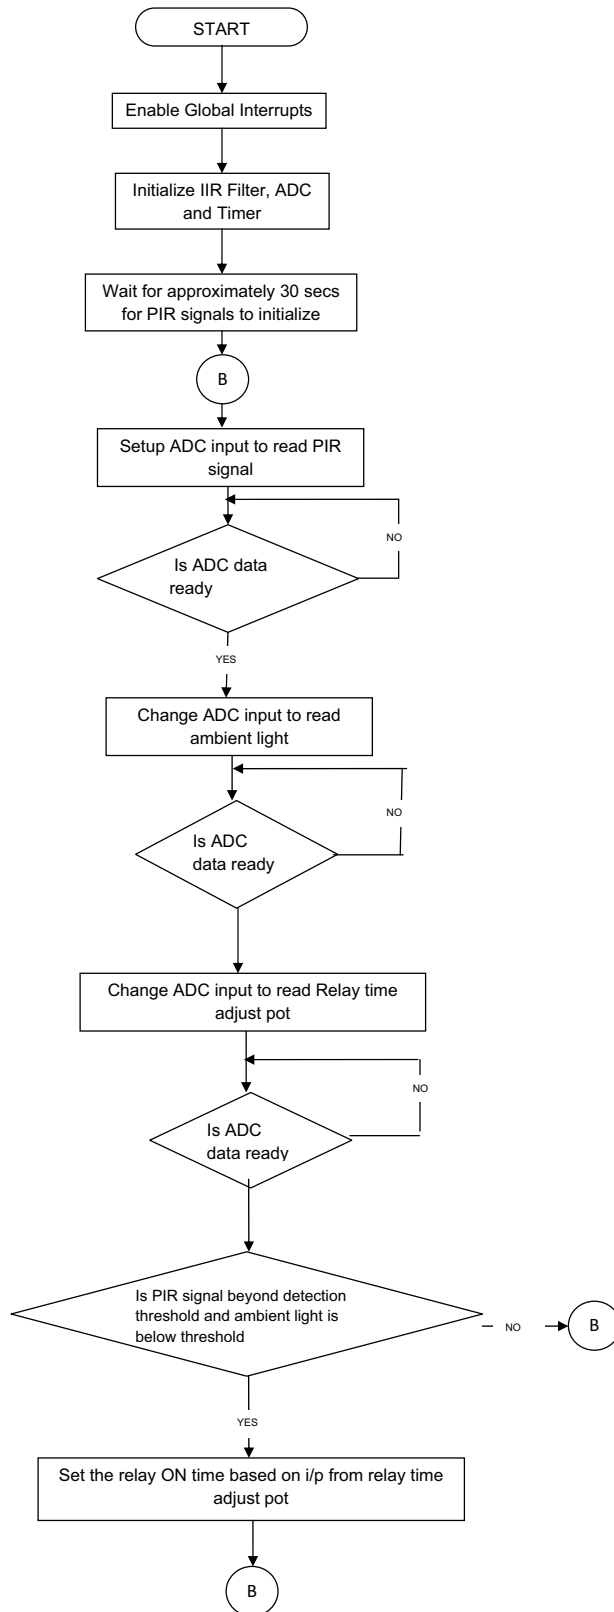 START
Enable Global Interrupts
Initialize IIR Filter, ADC
and Timer
Wait for approximately 30 secs
for PIR signals to initialize
B
Setup ADC input to read PIR
signal
NO
Is ADC data
ready
YES
Change ADC input to read
ambient light
NO
Is ADC
data ready
Change ADC input to read Relay time
adjust pot
NO
Is ADC
data ready
Is PIR signal beyond detection
threshold and ambient light is
below threshold
NO
B
YES
Set the relay ON time based on i/p from relay time
adjust pot
B